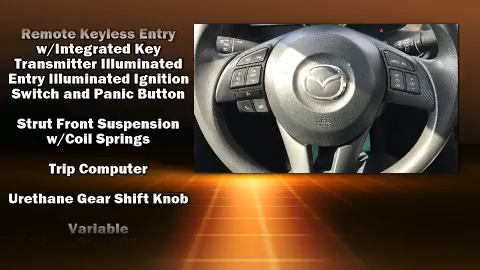 Remote Keyless Entry
w/Integrated Key
Transmitter Illuminated
Entry Illuminated Ignition
Switch and Panic Button
Strut Front Suspension
w/Coil Springs
Trip Computer
Urethane Gear Shift Knob
Variable